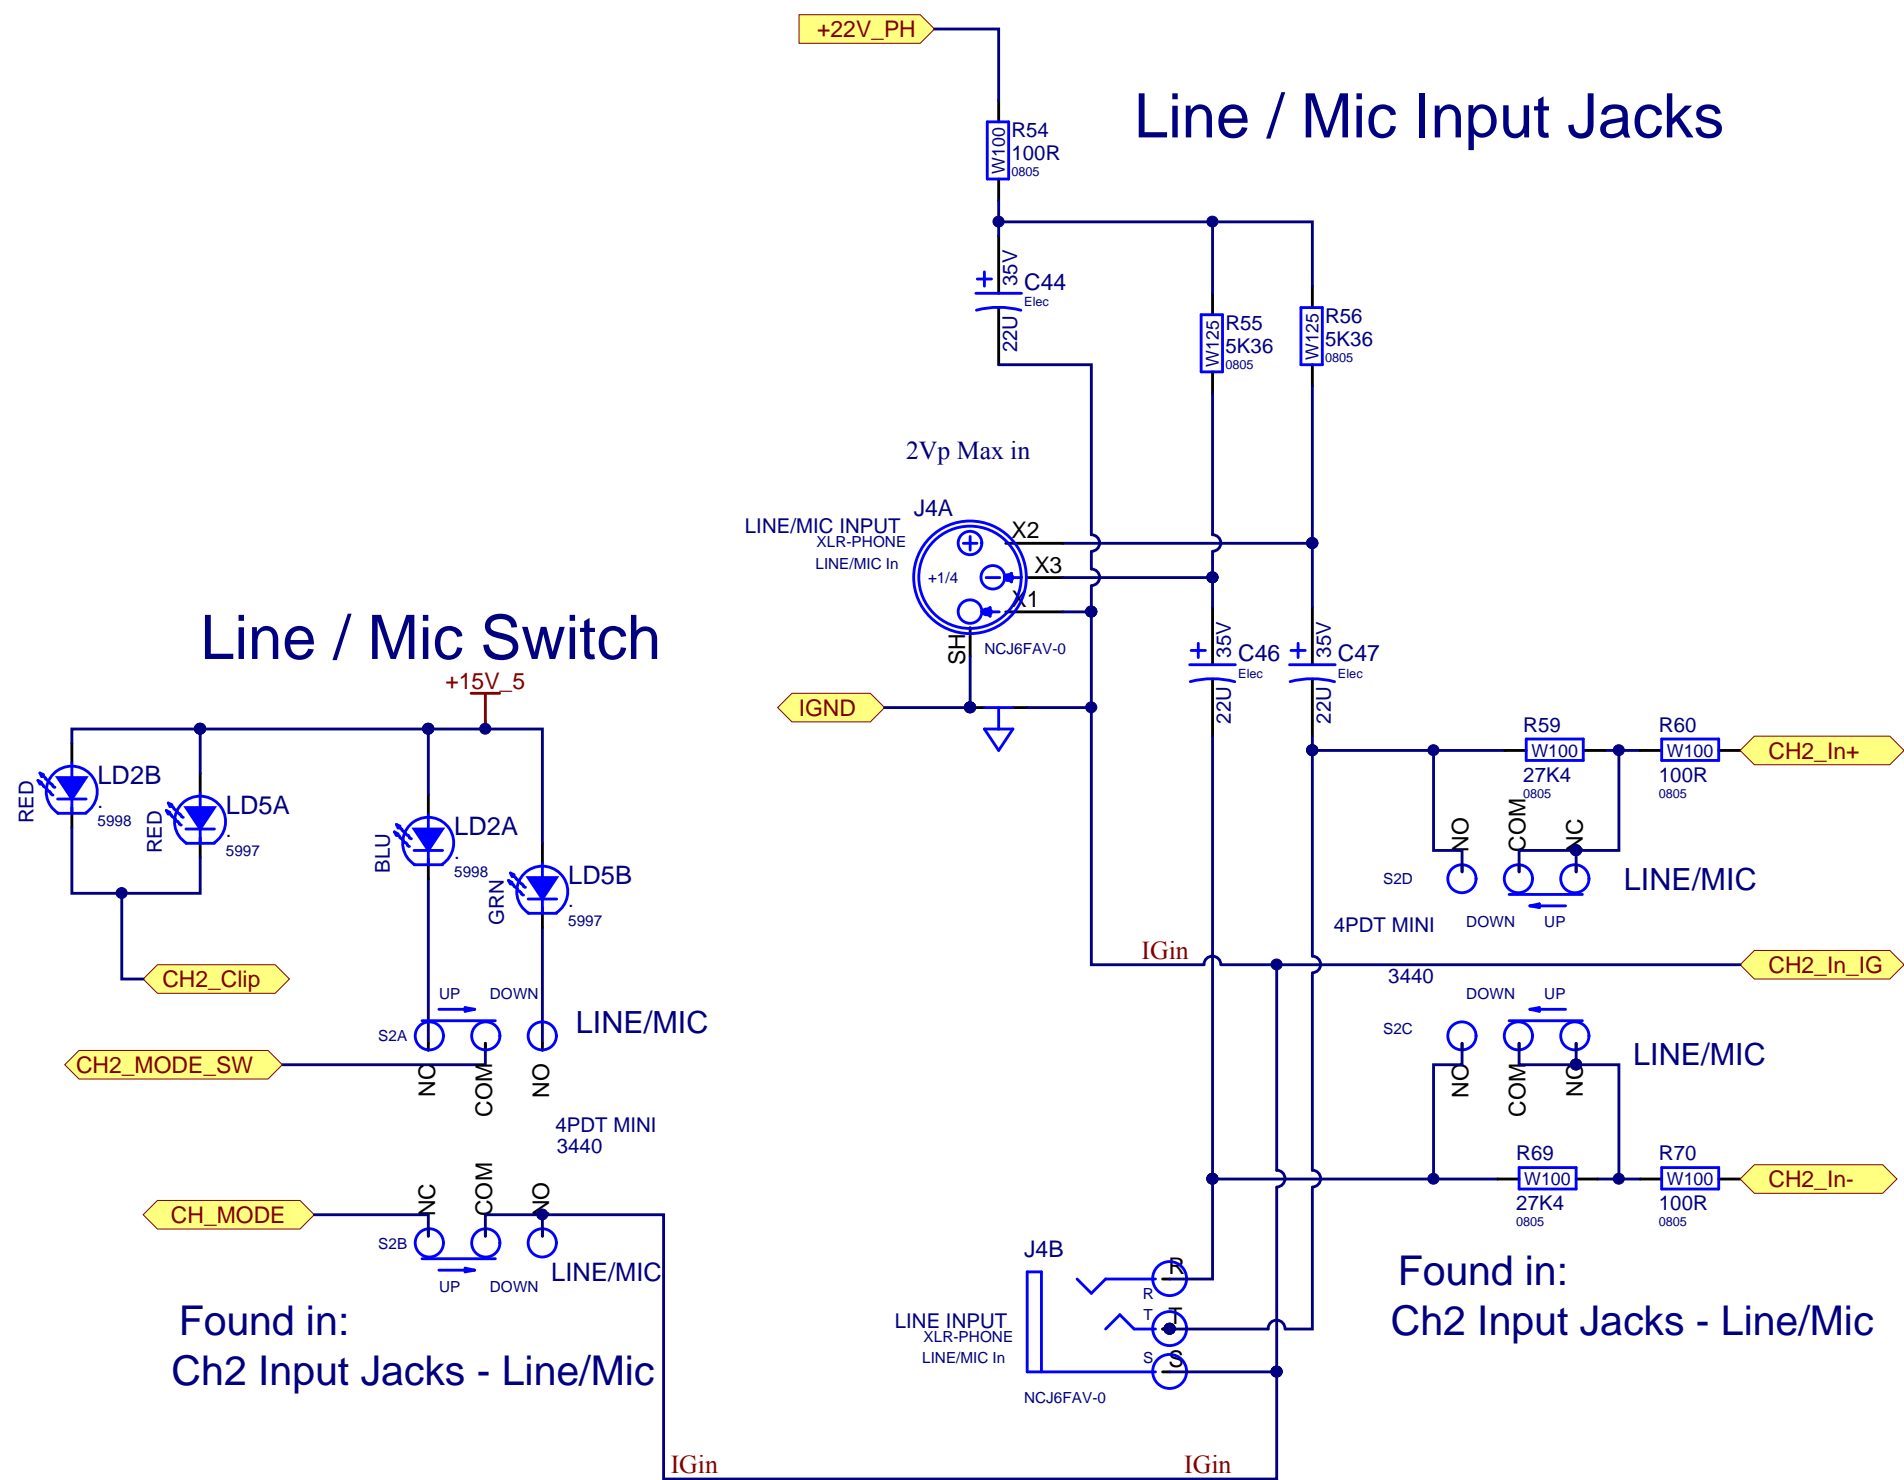 +22V_PH
Line / Mic Input Jacks
R54
W100
100R
0805
35V
+
C44
Elec
22U
R55
W125
5K36
0805
R56
W125
5K36
0805
2Vp Max in
J4A
LINE/MIC INPUT
XLR-PHONE
LINE/MIC In
+1/4
X2
X3
X1
SH
NCJ6FAV-0
IGND
+
35V
C46
Elec
22U
+
35V
C47
Elec
22U
Line / Mic Switch
+15V_5
LD2B
.
5998
RED
LD5A
.
5997
RED
LD2A
.
5998
BLU
LD5B
.
5997
GRN
CH2_Clip
UP DOWN
S2A
LINE/MIC
CH2_MODE_SW
NC
COM
NO
4PDT MINI
3440
NC
COM
NO
CH_MODE
S2B
LINE/MIC
UP DOWN
Found in:
Ch2 Input Jacks - Line/Mic
R59
W100
27K4
0805
R60
W100
100R
0805
CH2_In+
NO
COM
NC
S2D
LINE/MIC
4PDT MINI
DOWN UP
IGin
CH2_In_IG
3440
DOWN UP
S2C
LINE/MIC
NO
COM
NC
R69
W100
27K4
0805
R70
W100
100R
0805
CH2_In-
J4B
R
R
T
T
S
S
LINE INPUT
XLR-PHONE
LINE/MIC In
NCJ6FAV-0
Found in:
Ch2 Input Jacks - Line/Mic
IGin
IGin